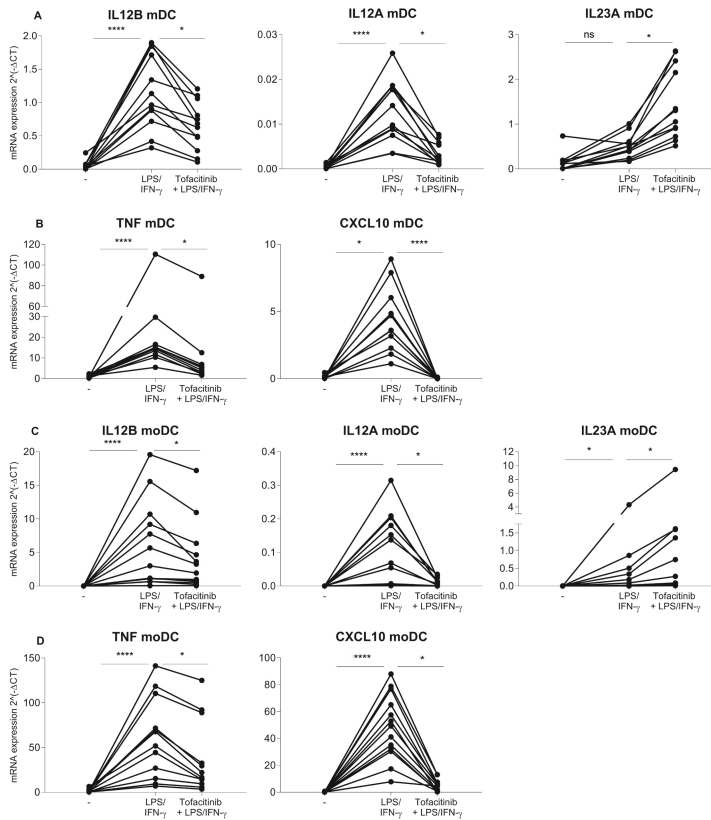 A
IL12B mDC
IL12A mDC
IL23A mDC
**** *
**** *
ns *
mRNA expression 2^(-ΔCT)
2.0
1.5
1.0
0.5
0.0
0.03
0.02
0.01
0.00
3
2
1
0
- LPS/ Tofacitinib
IFN-γ + LPS/IFN-γ
- LPS/ Tofacitinib
IFN-γ + LPS/IFN-γ
- LPS/ Tofacitinib
IFN-γ + LPS/IFN-γ
B
TNF mDC
CXCL10 mDC
**** *
* ****
mRNA expression 2^(-ΔCT)
120
100
80
60
30
20
10
0
10
5
0
- LPS/ Tofacitinib
IFN-γ + LPS/IFN-γ
- LPS/ Tofacitinib
IFN-γ + LPS/IFN-γ
C
IL12B moDC
IL12A moDC
IL23A moDC
**** *
**** *
* *
mRNA expression 2^(-ΔCT)
20
15
10
5
0
0.4
0.3
0.2
0.1
0.0
12
10
8
6
4
2
1.5
1.0
0.5
0.0
- LPS/ Tofacitinib
IFN-γ + LPS/IFN-γ
- LPS/ Tofacitinib
IFN-γ + LPS/IFN-γ
- LPS/ Tofacitinib
IFN-γ + LPS/IFN-γ
D
TNF moDC
CXCL10 moDC
**** *
**** *
mRNA expression 2^(-ΔCT)
150
100
50
0
100
80
60
40
20
0
- LPS/ Tofacitinib
IFN-γ + LPS/IFN-γ
- LPS/ Tofacitinib
IFN-γ + LPS/IFN-γ